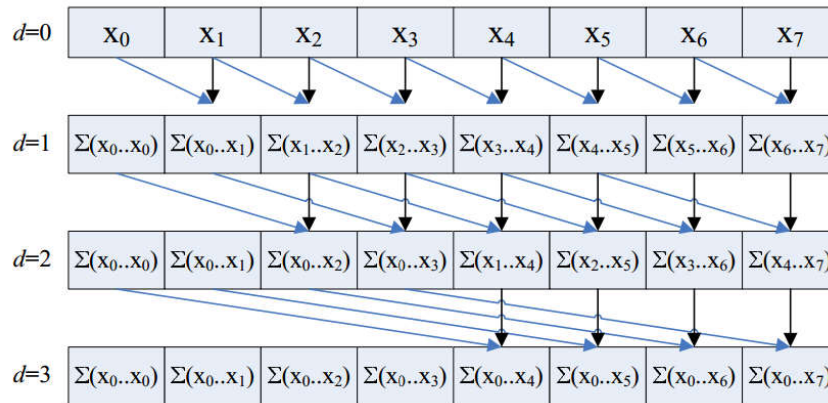 d=0 x₀ x₁ x₂ x₃ x₄ x₅ x₆ x₇
d=1 Σ(x₀..x₀) Σ(x₀..x₁) Σ(x₁..x₂) Σ(x₂..x₃) Σ(x₃..x₄) Σ(x₄..x₅) Σ(x₅..x₆) Σ(x₆..x₇)
d=2 Σ(x₀..x₀) Σ(x₀..x₁) Σ(x₀..x₂) Σ(x₀..x₃) Σ(x₁..x₄) Σ(x₂..x₅) Σ(x₃..x₆) Σ(x₄..x₇)
d=3 Σ(x₀..x₀) Σ(x₀..x₁) Σ(x₀..x₂) Σ(x₀..x₃) Σ(x₀..x₄) Σ(x₀..x₅) Σ(x₀..x₆) Σ(x₀..x₇)